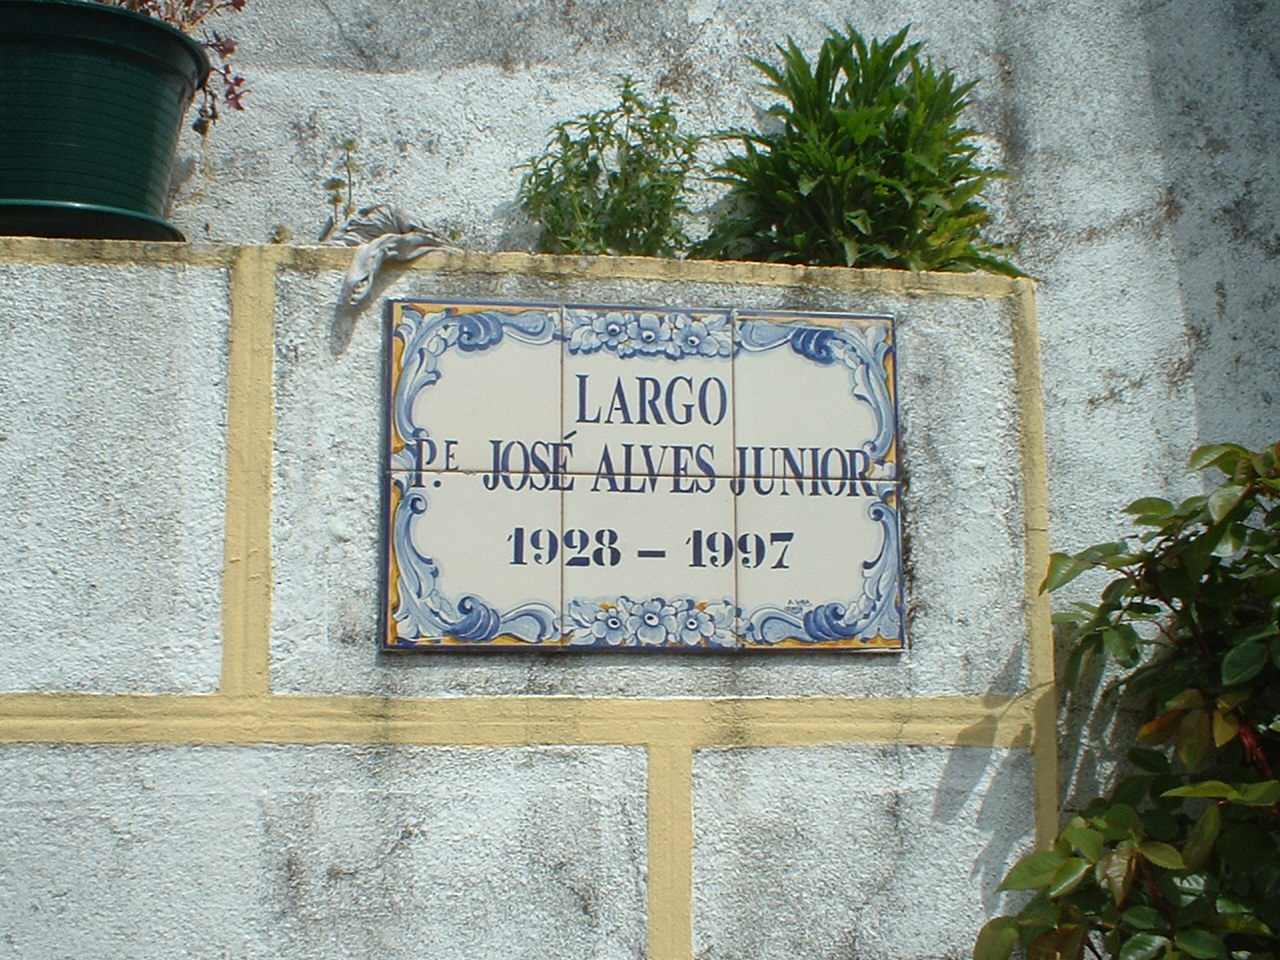 LARGO
P.E JOSÉ ALVES JUNIOR
1928 - 1997